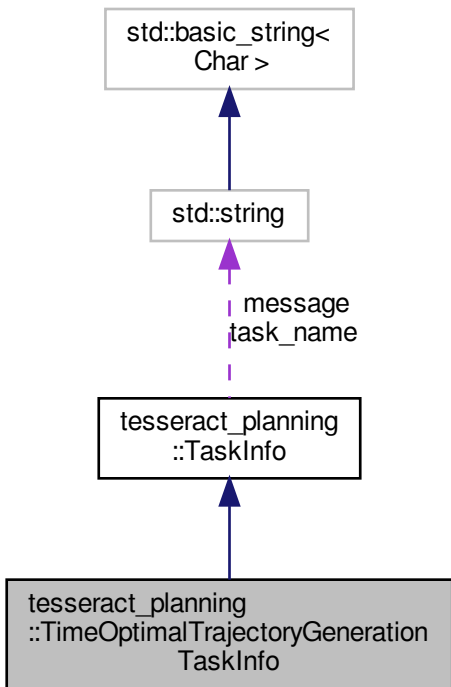 std::basic_string<
Char >
std::string
message
task_name
tesseract_planning
::TaskInfo
tesseract_planning
::TimeOptimalTrajectoryGeneration
TaskInfo